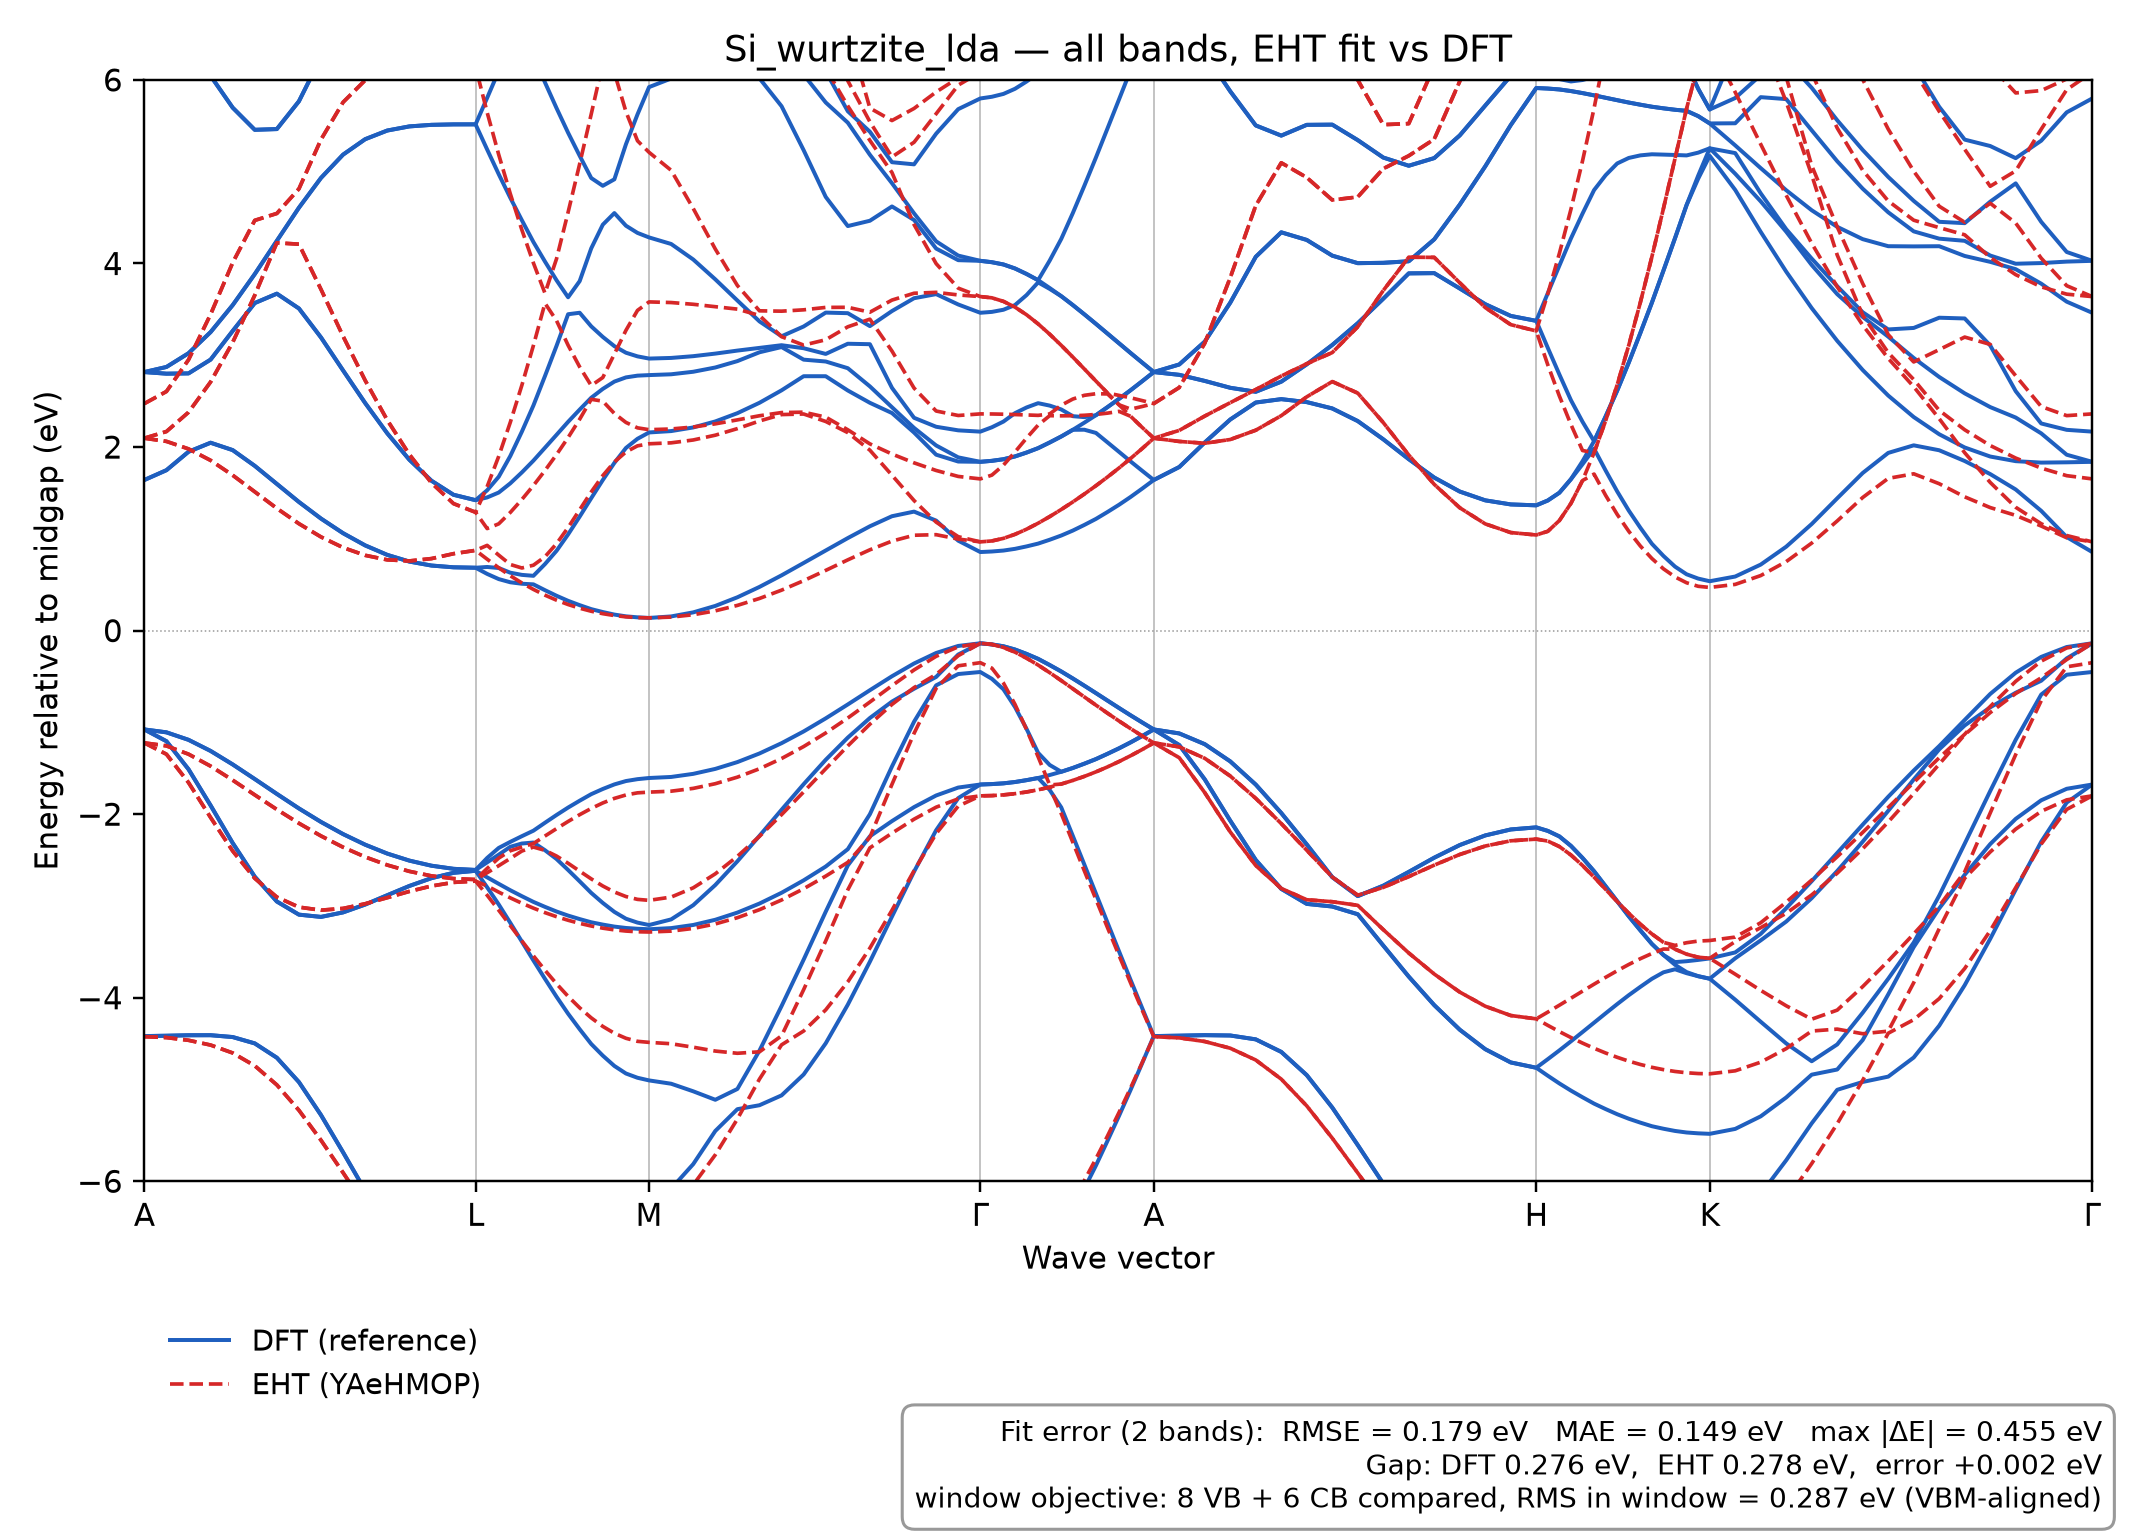 Si_wurtzite_lda — all bands, EHT fit vs DFT
Energy relative to midgap (eV)
6
4
2
0
−2
−4
−6
A L M Γ A H K Γ
Wave vector
DFT (reference)
EHT (YAeHMOP)
Fit error (2 bands): RMSE = 0.179 eV MAE = 0.149 eV max |ΔE| = 0.455 eV
Gap: DFT 0.276 eV, EHT 0.278 eV, error +0.002 eV
window objective: 8 VB + 6 CB compared, RMS in window = 0.287 eV (VBM-aligned)